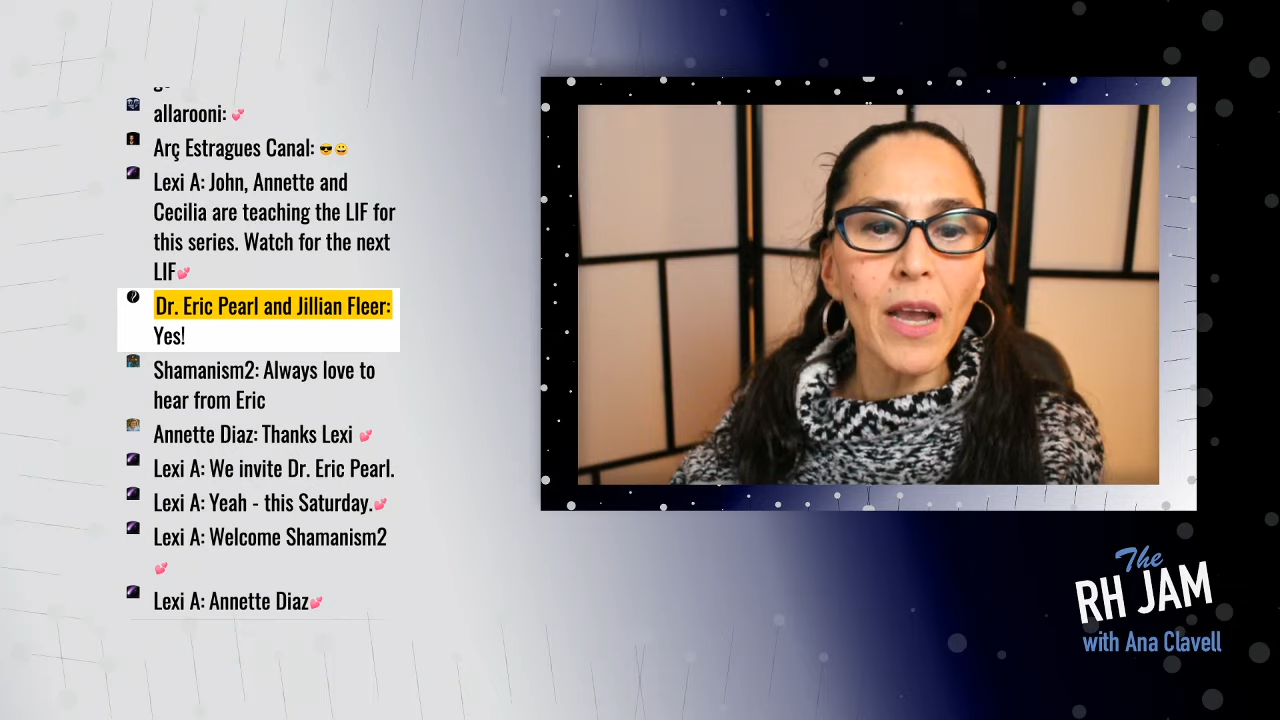 allarooni: 💕
Arç Estragues Canal: 😎😀
Lexi A: John, Annette and
Cecilia are teaching the LIF for
this series. Watch for the next
LIF💕
Dr. Eric Pearl and Jillian Fleer:
Yes!
Shamanism2: Always love to
hear from Eric
Annette Diaz: Thanks Lexi 💕
Lexi A: We invite Dr. Eric Pearl.
Lexi A: Yeah - this Saturday.💕
Lexi A: Welcome Shamanism2
💕
Lexi A: Annette Diaz💕
The
RH JAM
with Ana Clavell